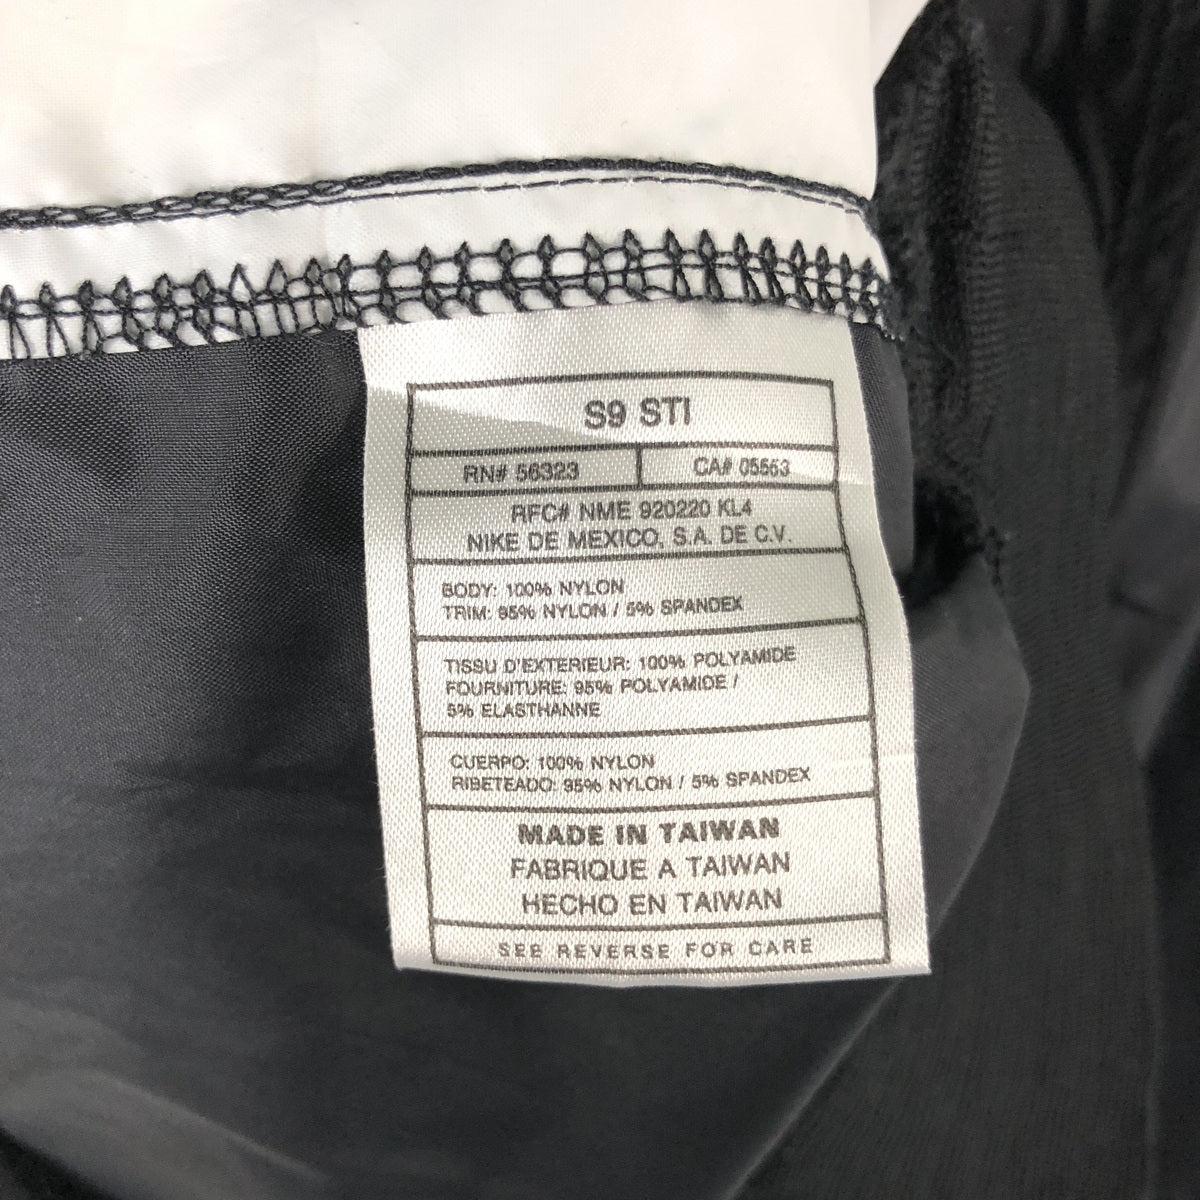 S9 STI
RN# 56323 CA# 05553
RFC# NME 920220 KL4
NIKE DE MEXICO, S.A. DE C.V.
BODY: 100% NYLON
TRIM: 95% NYLON / 5% SPANDEX
TISSU D'EXTERIEUR: 100% POLYAMIDE
FOURNITURE: 95% POLYAMIDE /
5% ELASTHANNE
CUERPO: 100% NYLON
RIBETEADO: 95% NYLON / 5% SPANDEX
MADE IN TAIWAN
FABRIQUE A TAIWAN
HECHO EN TAIWAN
SEE REVERSE FOR CARE